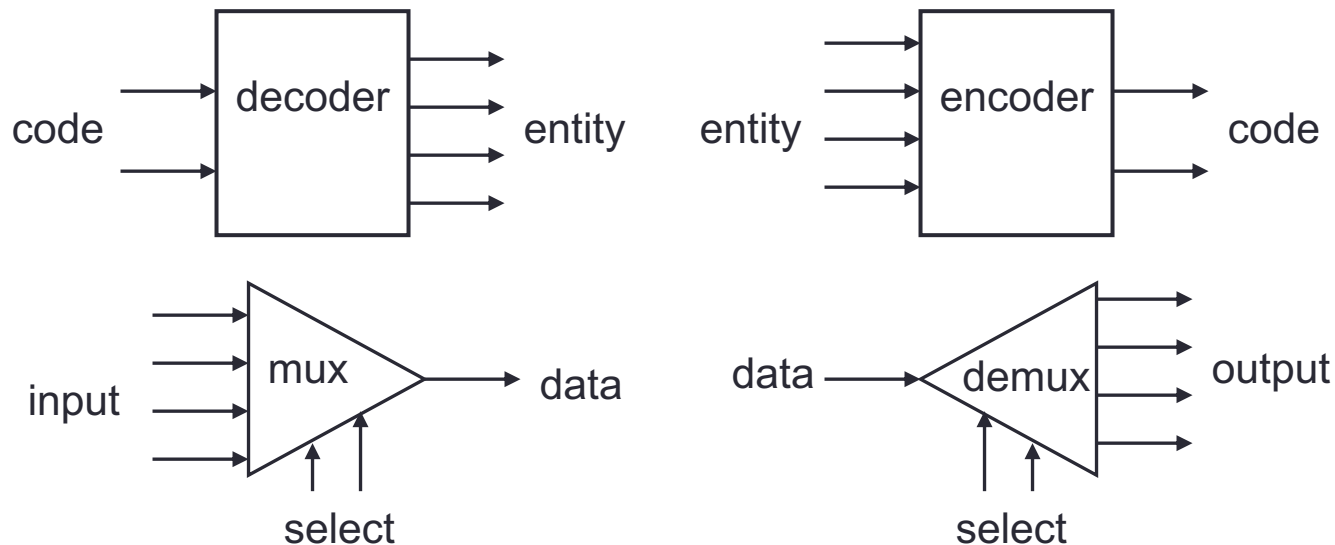 decoder
code
entity
encoder
entity
code
mux
input
data
select
demux
data
output
select